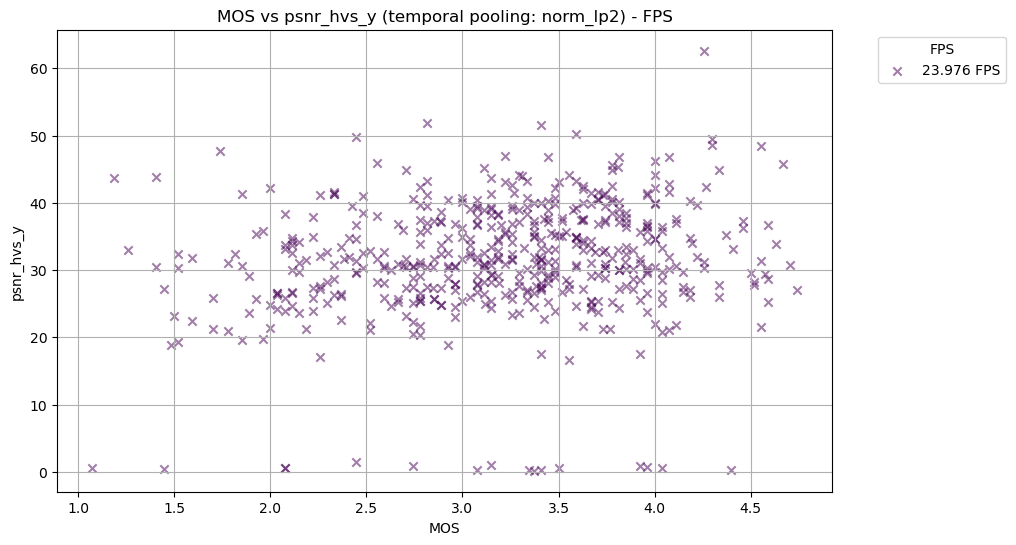 MOS vs psnr_hvs_y (temporal pooling: norm_lp2) - FPS
FPS
23.976 FPS
psnr_hvs_y
60
50
40
30
20
10
0
1.0 1.5 2.0 2.5 3.0 3.5 4.0 4.5
MOS